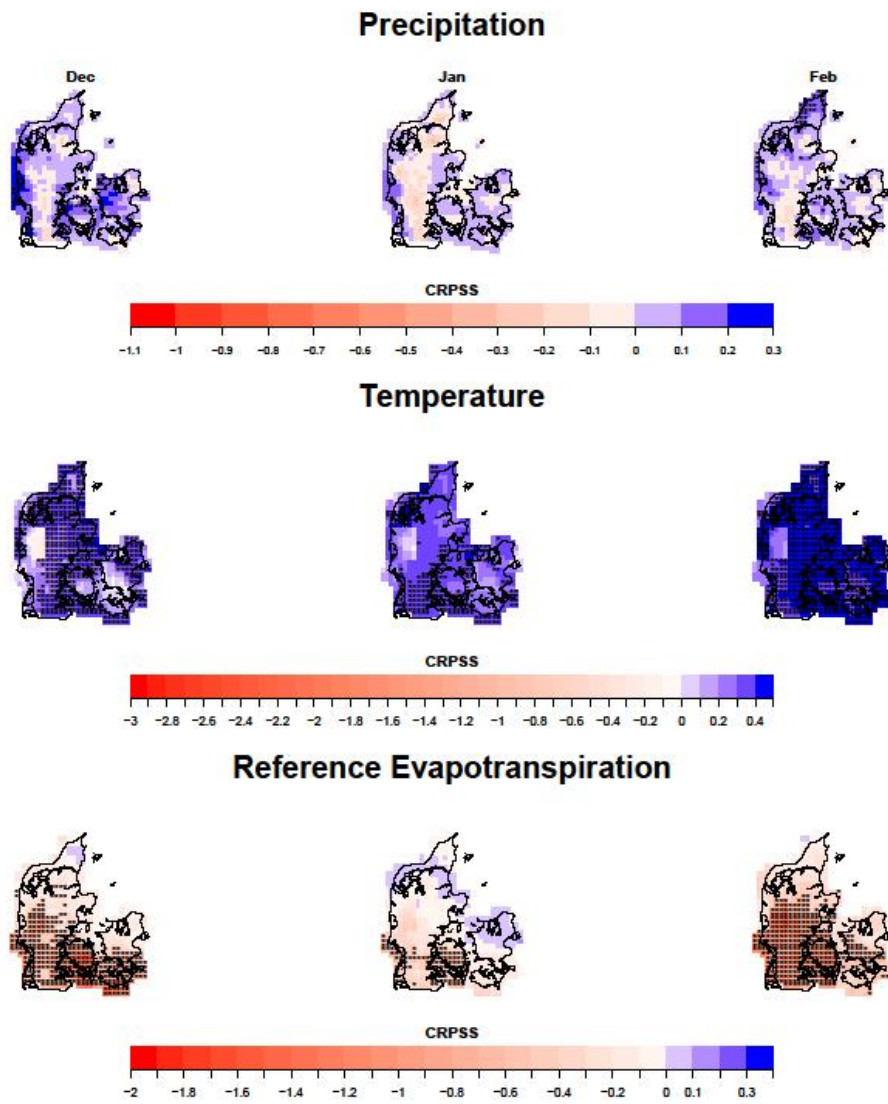 Precipitation
Dec Jan Feb
CRPSS
−1.1 −1 −0.9 −0.8 −0.7 −0.6 −0.5 −0.4 −0.3 −0.2 −0.1 0 0.1 0.2 0.3
Temperature
CRPSS
−3 −2.8 −2.6 −2.4 −2.2 −2 −1.8 −1.6 −1.4 −1.2 −1 −0.8 −0.6 −0.4 −0.2 0 0.2 0.4
Reference Evapotranspiration
CRPSS
−2 −1.8 −1.6 −1.4 −1.2 −1 −0.8 −0.6 −0.4 −0.2 0 0.1 0.3